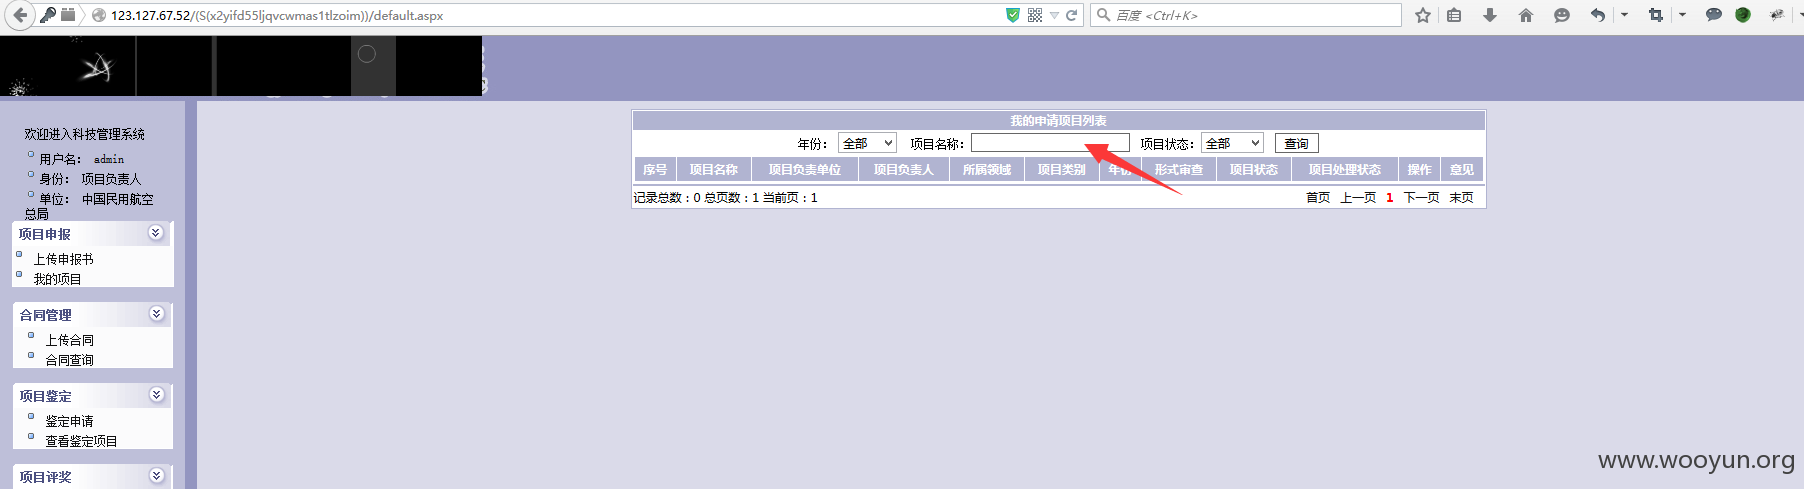 123.127.67.52/(S(x2yifd55ljqvcwmas1tlzoim))/default.aspx
百度 <Ctrl+K>
欢迎进入科技管理系统
用户名： admin
身份： 项目负责人
单位： 中国民用航空
总局
项目申报
上传申报书
我的项目
合同管理
上传合同
合同查询
项目鉴定
鉴定申请
查看鉴定项目
项目评奖
我的申请项目列表
年份： 全部 项目名称： 项目状态： 全部 查询
序号 项目名称 项目负责单位 项目负责人 所属领域 项目类别 年份 形式审查 项目状态 项目处理状态 操作 意见
记录总数：0 总页数：1 当前页：1 首页 上一页 1 下一页 末页
www.wooyun.org